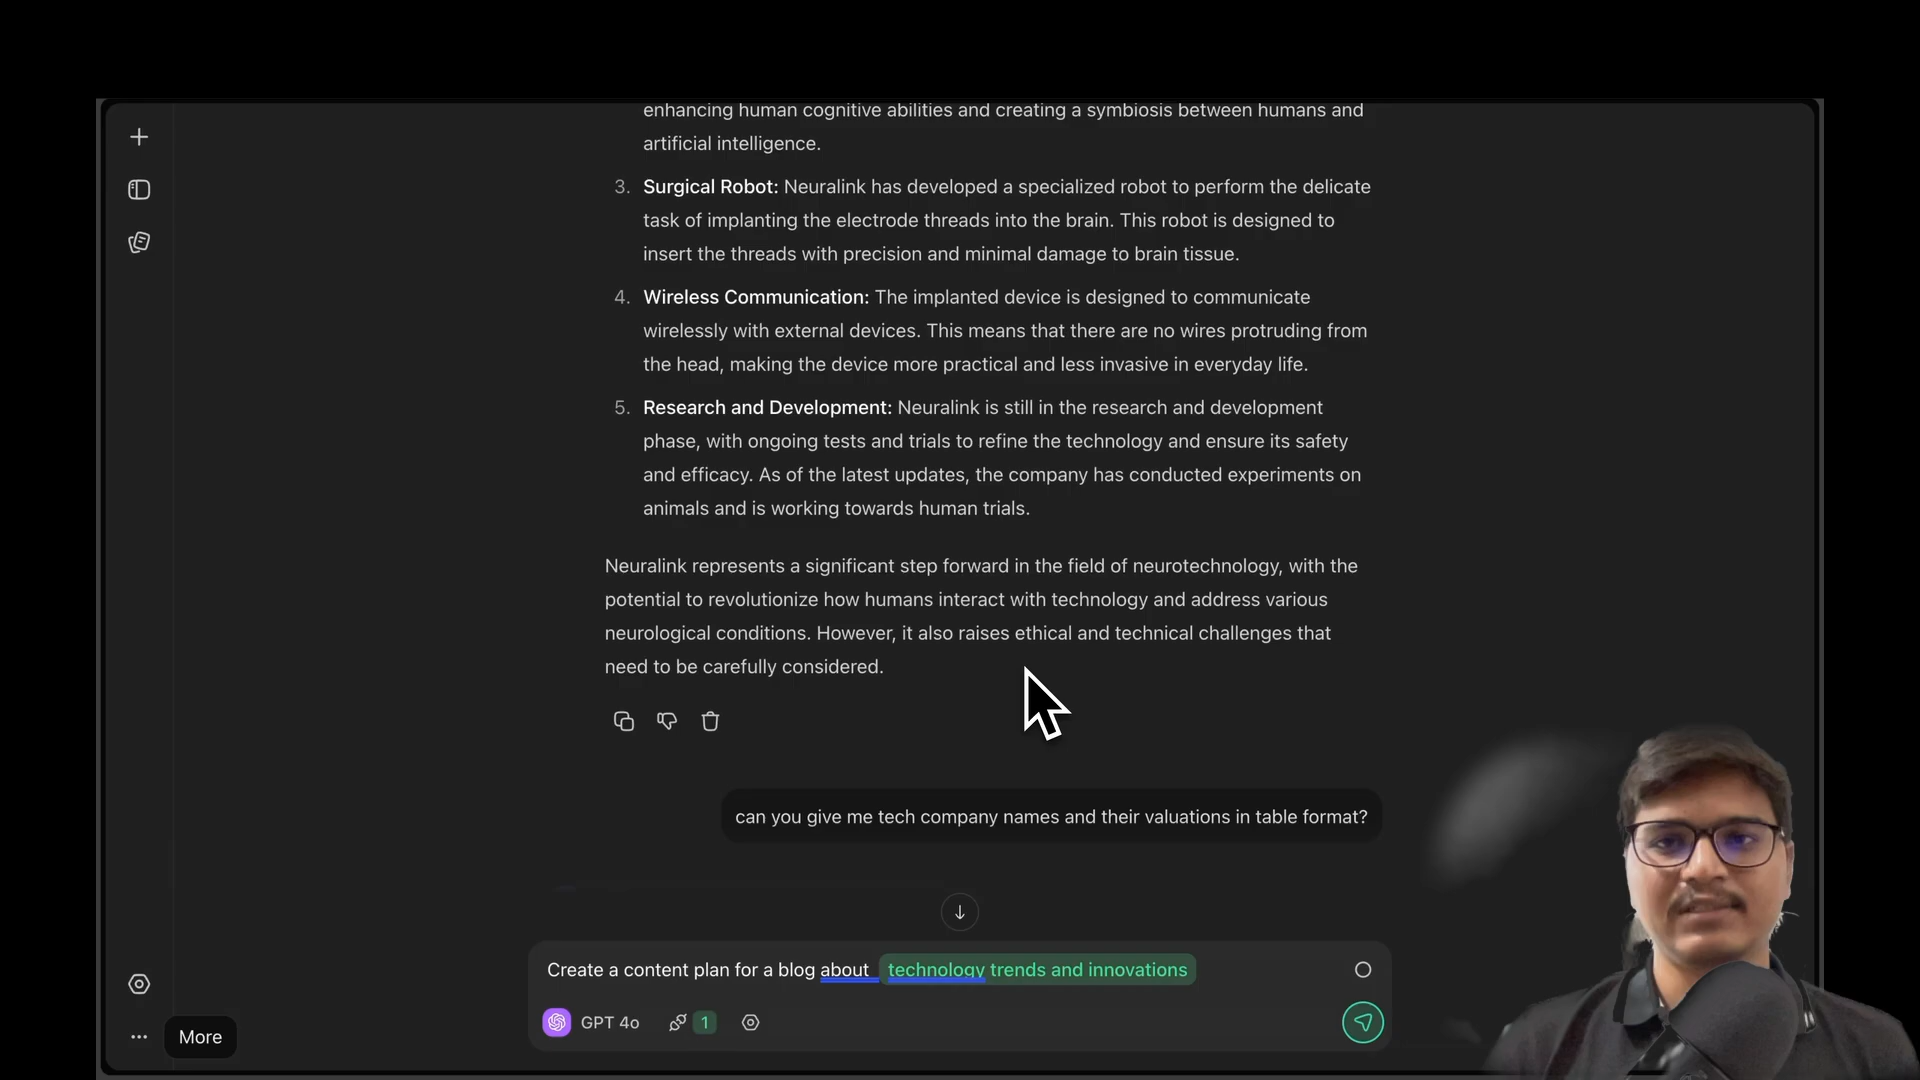 enhancing human cognitive abilities and creating a symbiosis between humans and
artificial intelligence.
3. Surgical Robot: Neuralink has developed a specialized robot to perform the delicate
task of implanting the electrode threads into the brain. This robot is designed to
insert the threads with precision and minimal damage to brain tissue.
4. Wireless Communication: The implanted device is designed to communicate
wirelessly with external devices. This means that there are no wires protruding from
the head, making the device more practical and less invasive in everyday life.
5. Research and Development: Neuralink is still in the research and development
phase, with ongoing tests and trials to refine the technology and ensure its safety
and efficacy. As of the latest updates, the company has conducted experiments on
animals and is working towards human trials.
Neuralink represents a significant step forward in the field of neurotechnology, with the
potential to revolutionize how humans interact with technology and address various
neurological conditions. However, it also raises ethical and technical challenges that
need to be carefully considered.
can you give me tech company names and their valuations in table format?
Create a content plan for a blog about technology trends and innovations
GPT 4o 1
More